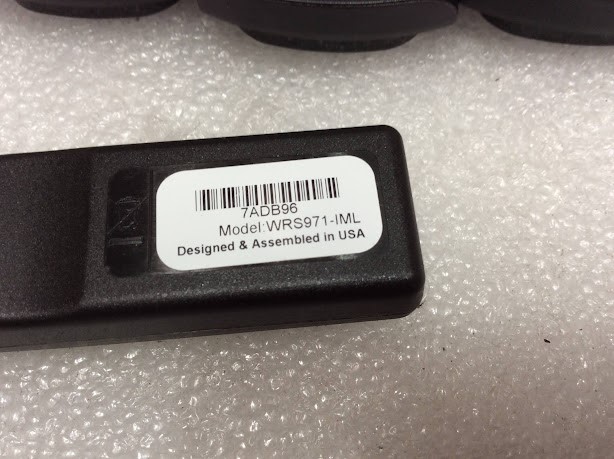 7ADB96
Model:WRS971-IML
Designed & Assembled in USA